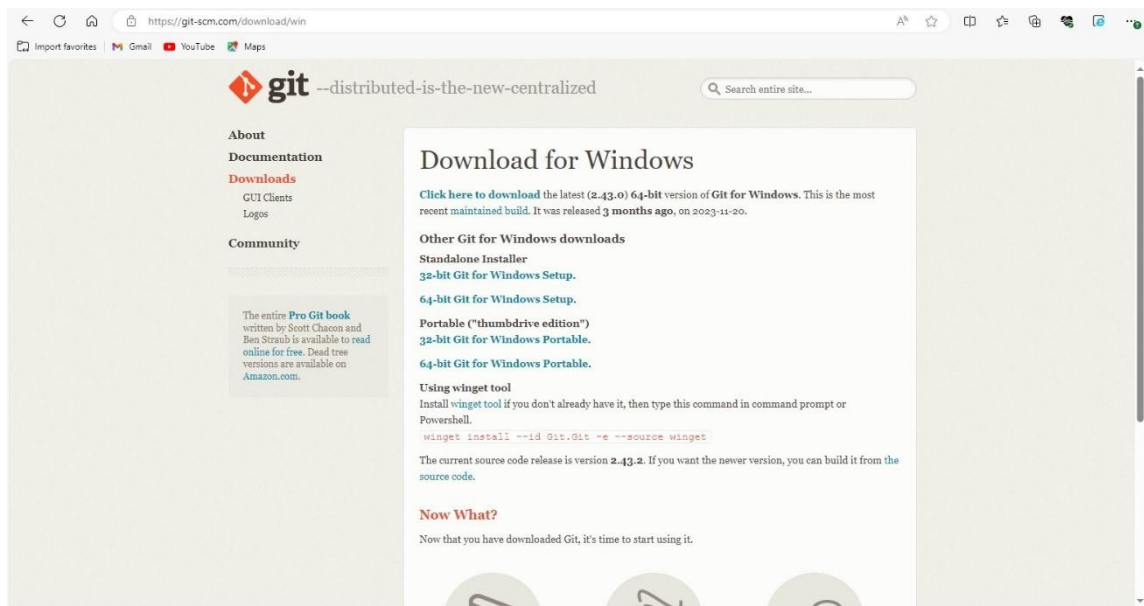 https://git-scm.com/download/win
Import favorites
Gmail
YouTube
Maps
git --distributed-is-the-new-centralized
Search entire site...
About
Documentation
Downloads
GUI Clients
Logos
Community
The entire Pro Git book
written by Scott Chacon and
Ben Straub is available to read
online for free. Dead tree
versions are available on
Amazon.com.
Download for Windows
Click here to download the latest (2.43.0) 64-bit version of Git for Windows. This is the most
recent maintained build. It was released 3 months ago, on 2023-11-20.
Other Git for Windows downloads
Standalone Installer
32-bit Git for Windows Setup.
64-bit Git for Windows Setup.
Portable ("thumbdrive edition")
32-bit Git for Windows Portable.
64-bit Git for Windows Portable.
Using winget tool
Install winget tool if you don't already have it, then type this command in command prompt or
Powershell.
winget install --id Git.Git -e --source winget
The current source code release is version 2.43.2. If you want the newer version, you can build it from the
source code.
Now What?
Now that you have downloaded Git, it's time to start using it.